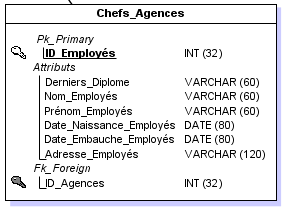 Chefs_Agences
Pk_Primary
ID_Employés INT (32)
Attributs
Derniers_Diplome VARCHAR (60)
Nom_Employés VARCHAR (60)
Prénom_Employés VARCHAR (60)
Date_Naissance_Employés DATE (80)
Date_Embauche_Employés DATE (80)
Adresse_Employés VARCHAR (120)
Fk_Foreign
ID_Agences INT (32)